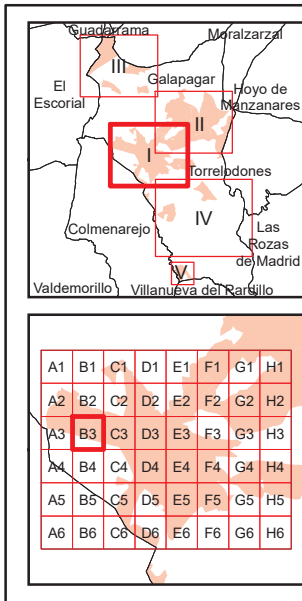 Guadarrama
Moralzarzal
III
El
Escorial
Galapagar
Hoyo de
Manzanares
II
I
Torrelodones
IV
Colmenarejo
Las
Rozas
de Madrid
V
Valdemorillo
Villanueva del Pardillo
A1 B1 C1 D1 E1 F1 G1 H1
A2 B2 C2 D2 E2 F2 G2 H2
A3 B3 C3 D3 E3 F3 G3 H3
A4 B4 C4 D4 E4 F4 G4 H4
A5 B5 C5 D5 E5 F5 G5 H5
A6 B6 C6 D6 E6 F6 G6 H6